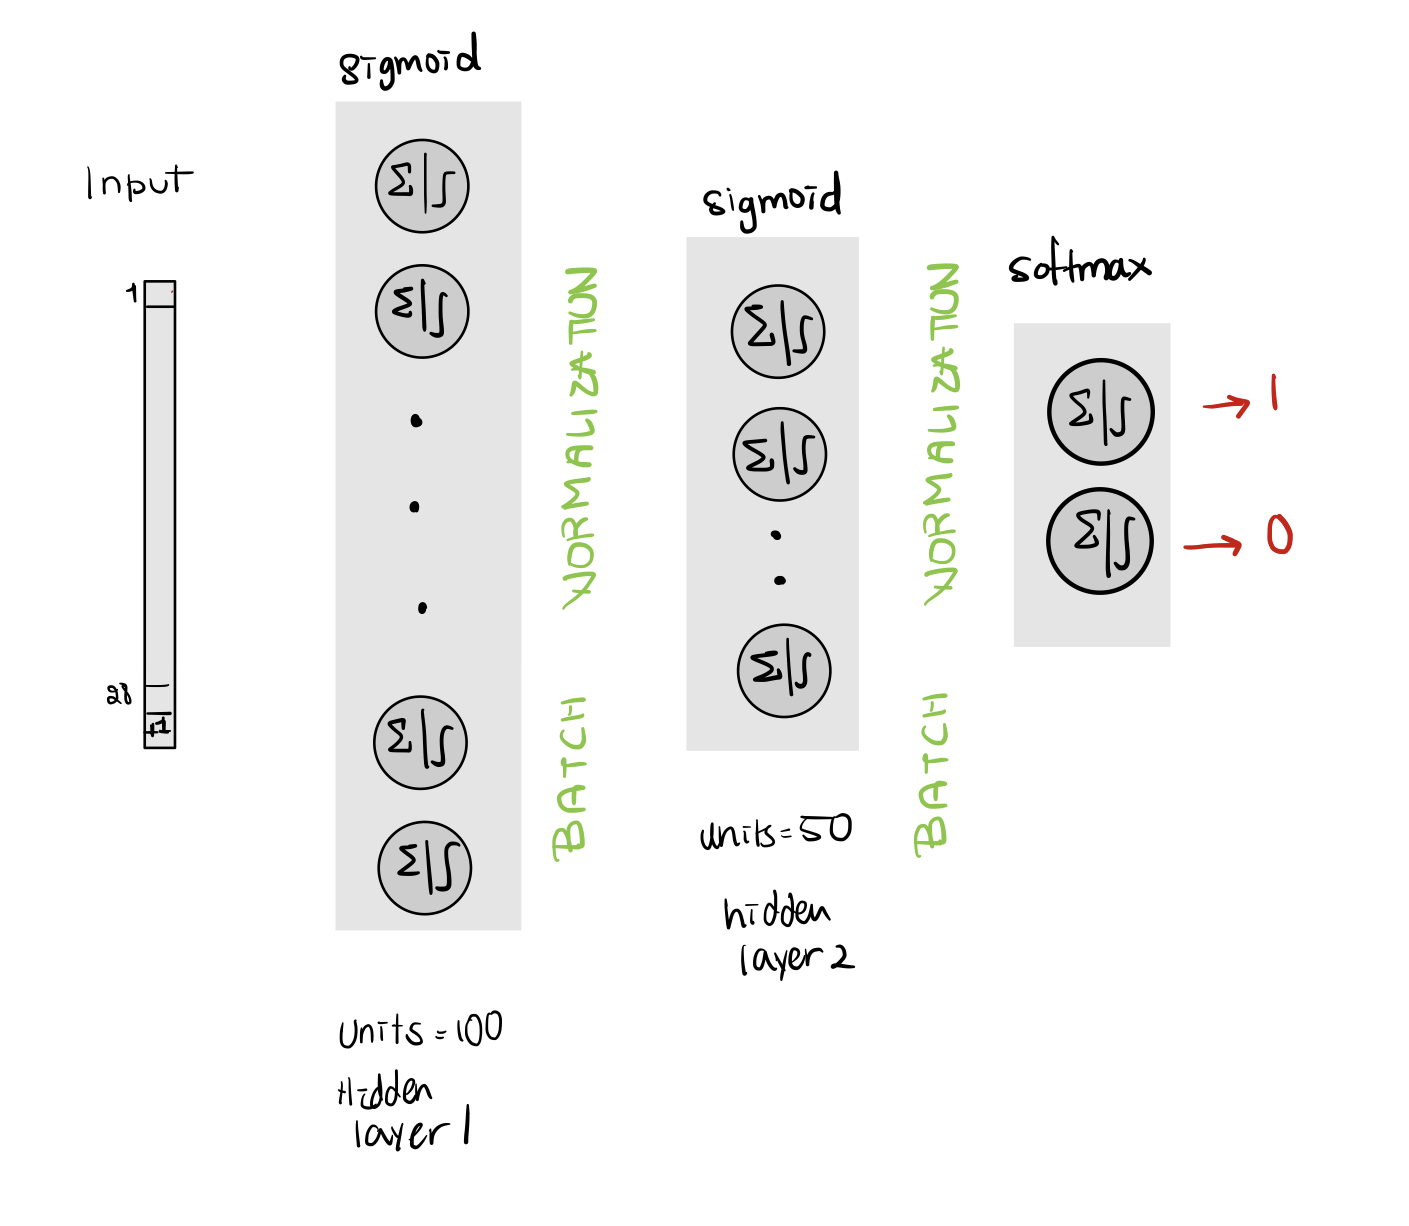 Input
1
28
+1
sigmoid
Σ
Σ
Σ
Σ
units = 100
Hidden
layer 1
BATCH NORMALIZATION
sigmoid
Σ
Σ
Σ
units = 50
hidden
layer 2
BATCH NORMALIZATION
softmax
Σ
→ 1
Σ
→ 0